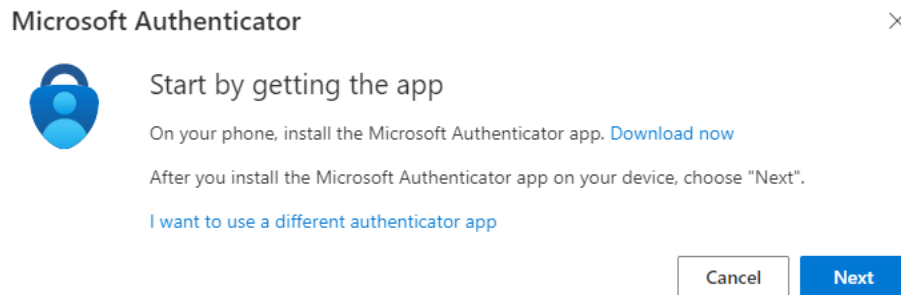 Microsoft Authenticator
Start by getting the app
On your phone, install the Microsoft Authenticator app. Download now
After you install the Microsoft Authenticator app on your device, choose "Next".
I want to use a different authenticator app
Cancel Next